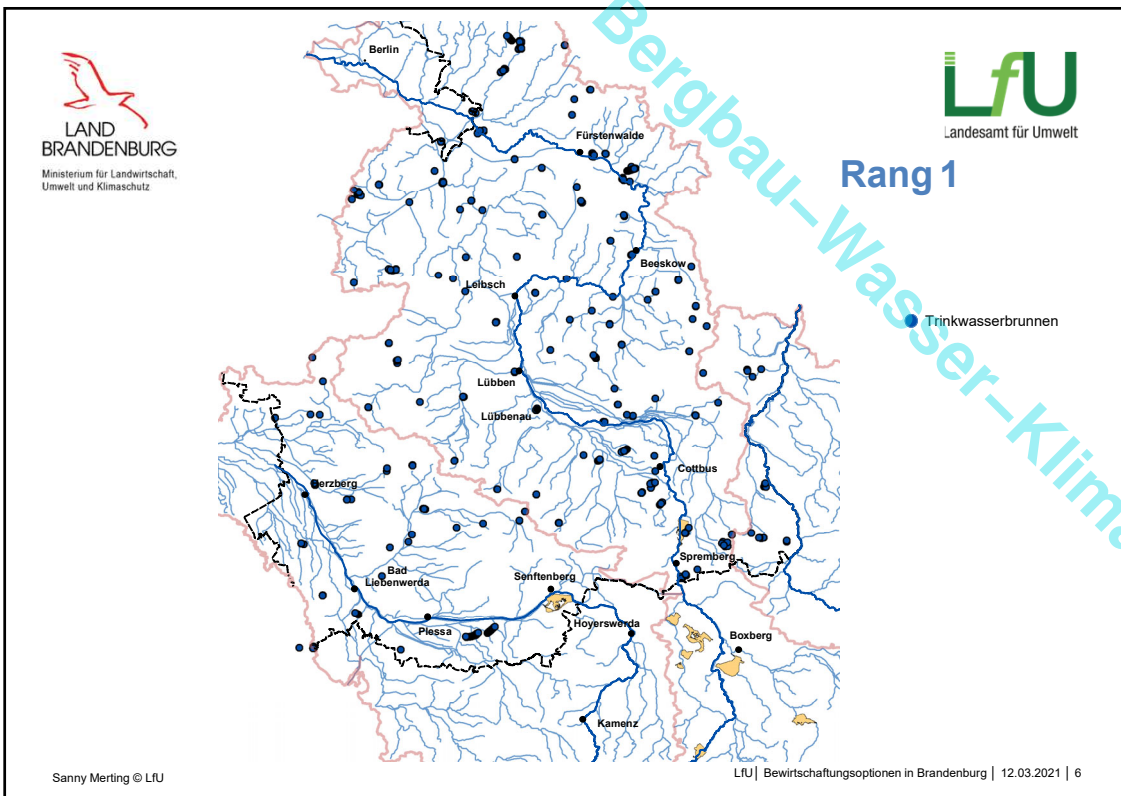 LAND
BRANDENBURG
Ministerium für Landwirtschaft,
Umwelt und Klimaschutz
LfU
Landesamt für Umwelt
Rang 1
Bergbau–Wasser–Klima
Berlin
Fürstenwalde
Beeskow
Leibsch
Trinkwasserbrunnen
Lübben
Lübbenau
Cottbus
Herzberg
Spremberg
Bad
Liebenwerda
Senftenberg
Plessa
Hoyerswerda
Boxberg
Kamenz
Sanny Merting © LfU
LfU│ Bewirtschaftungsoptionen in Brandenburg │ 12.03.2021 │ 6